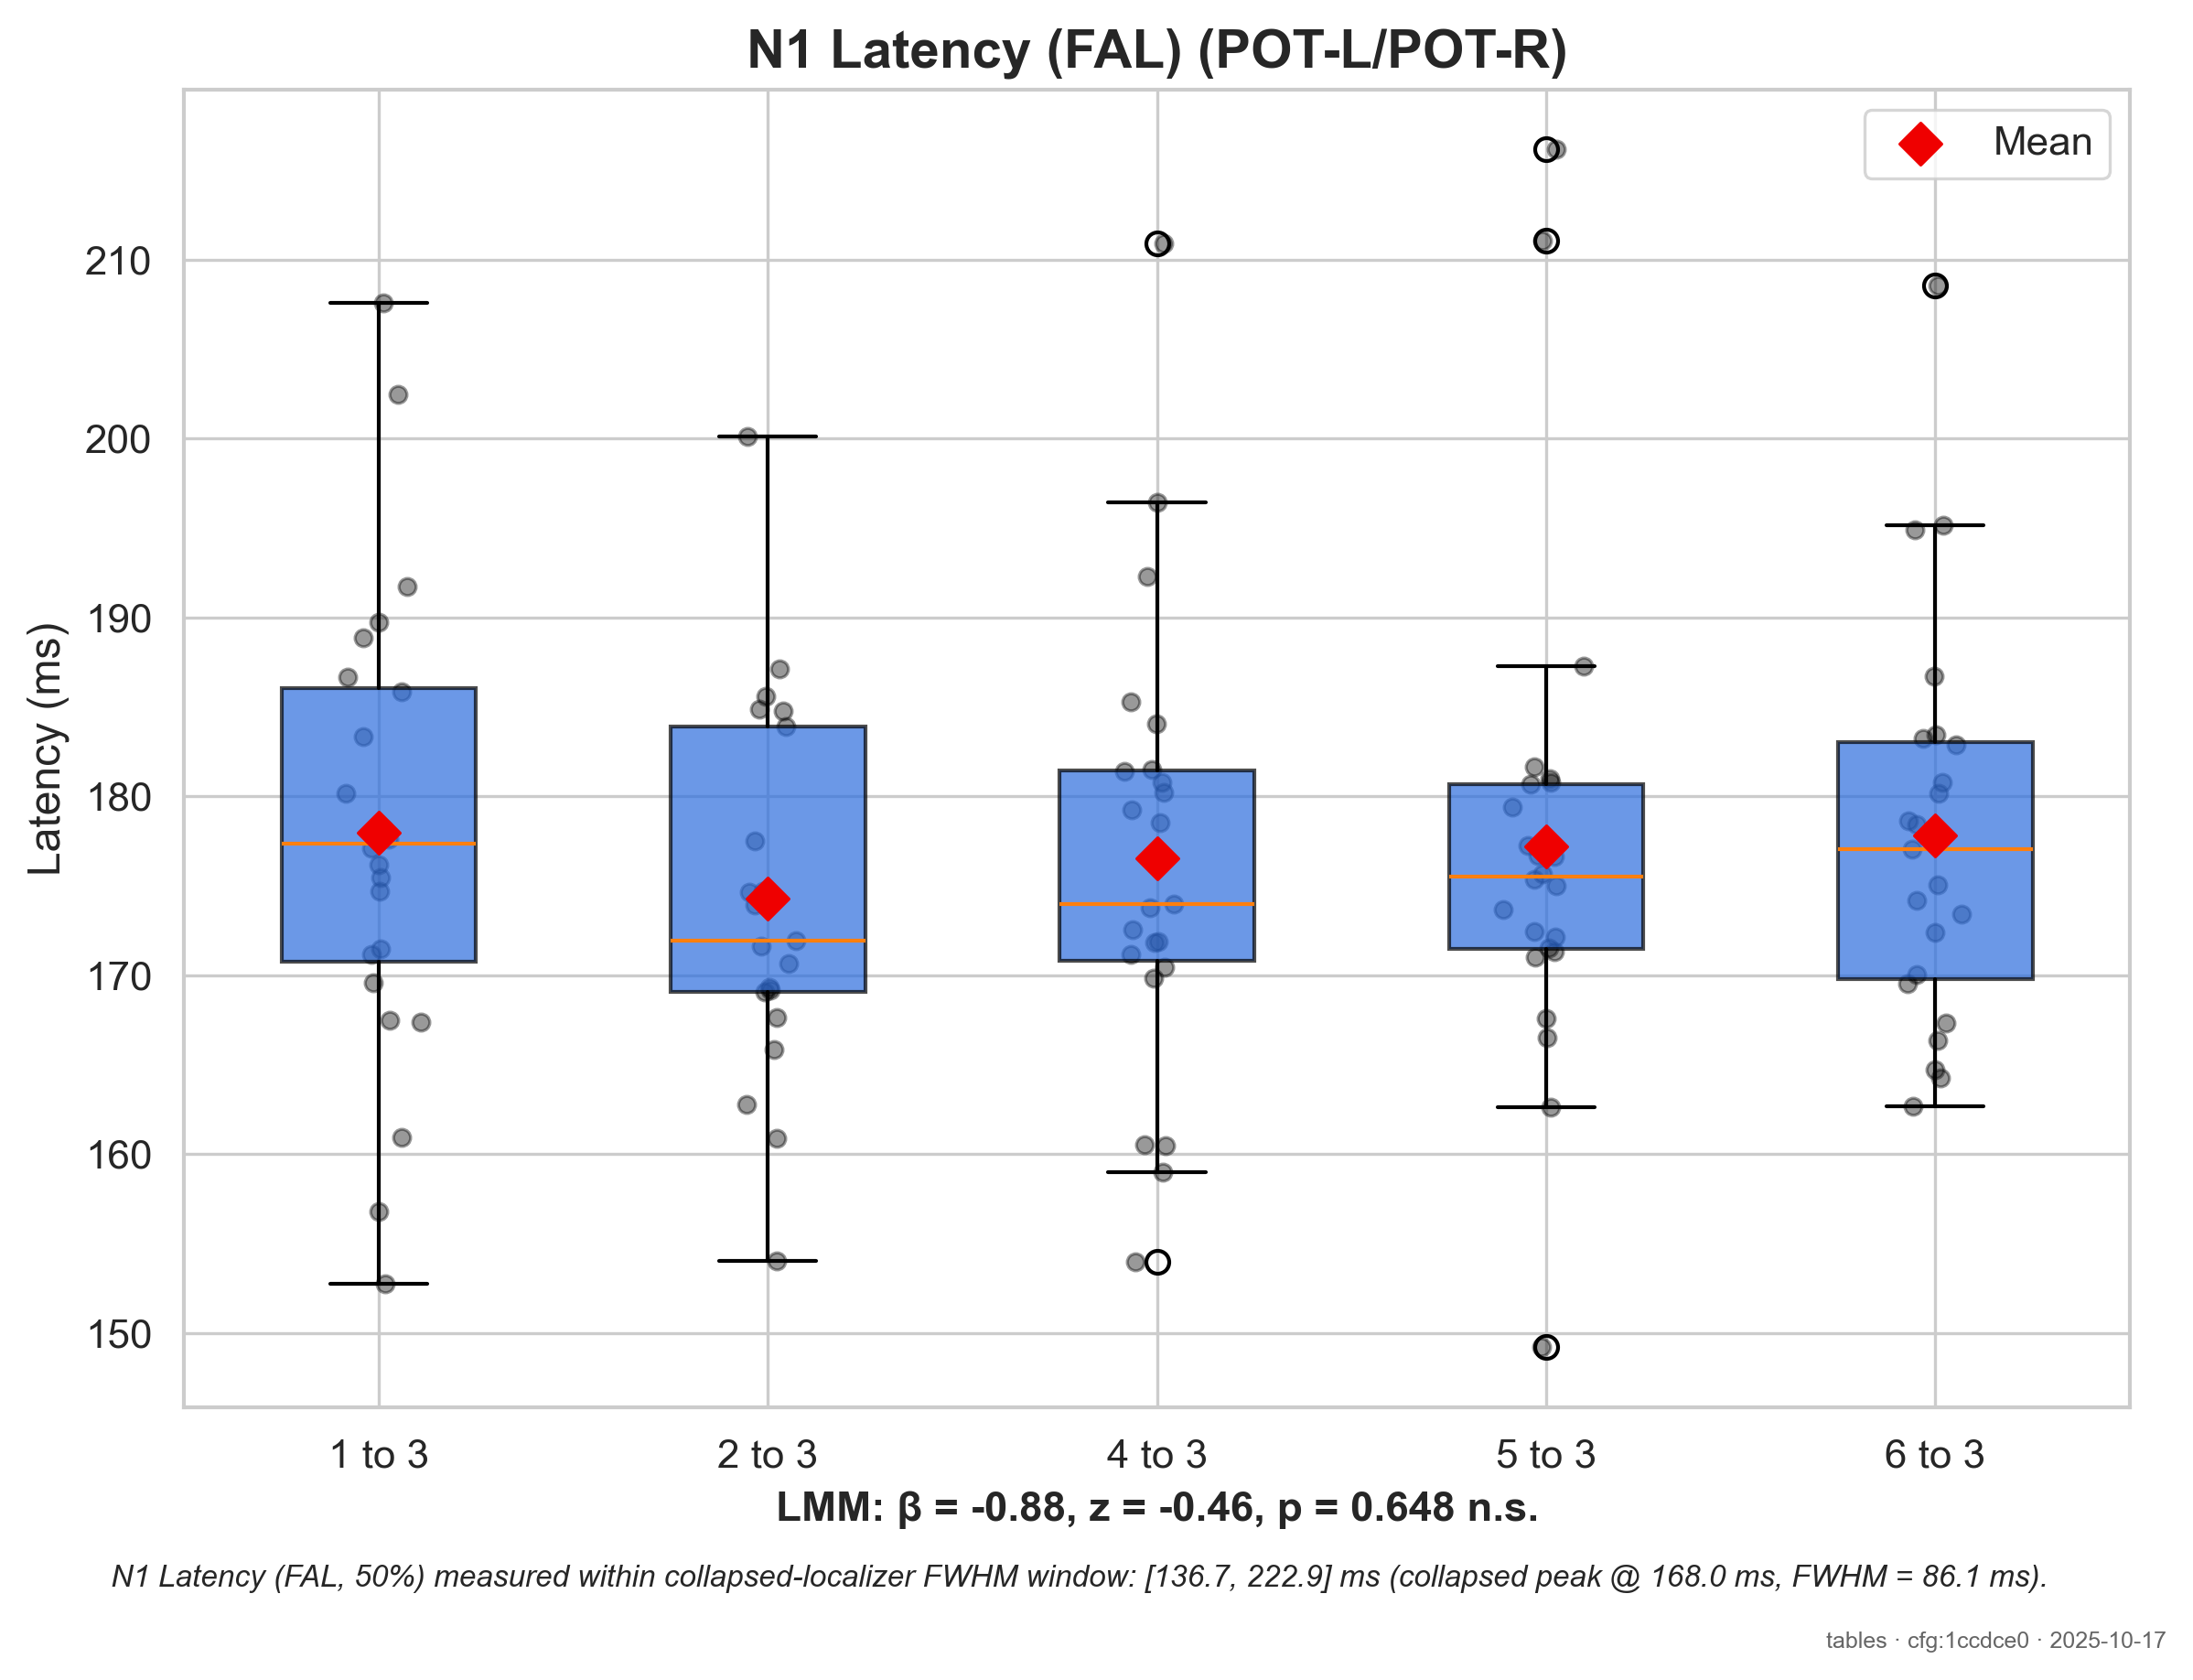 N1 Latency (FAL) (POT-L/POT-R)
Mean
Latency (ms)
210
200
190
180
170
160
150
1 to 3 2 to 3 4 to 3 5 to 3 6 to 3
LMM: β = -0.88, z = -0.46, p = 0.648 n.s.
N1 Latency (FAL, 50%) measured within collapsed-localizer FWHM window: [136.7, 222.9] ms (collapsed peak @ 168.0 ms, FWHM = 86.1 ms).
tables · cfg:1ccdce0 · 2025-10-17